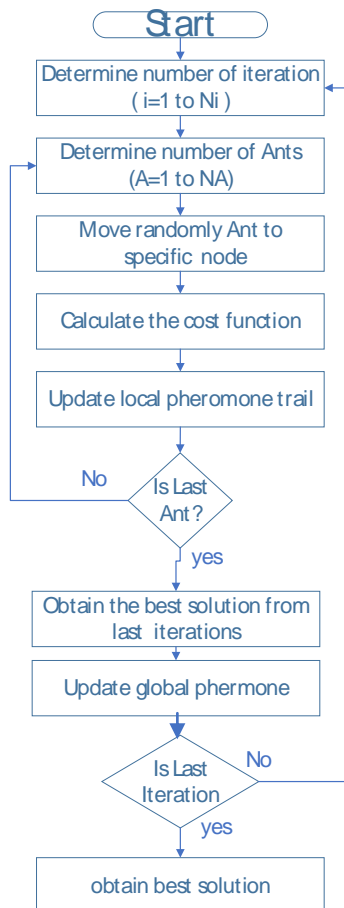 Start
Determine number of iteration
( i=1 to Ni )
Determine number of Ants
(A=1 to NA)
Move randomly Ant to
specific node
Calculate the cost function
Update local pheromone trail
No
Is Last
Ant?
yes
Obtain the best solution from
last iterations
Update global phermone
No
Is Last
Iteration
yes
obtain best solution